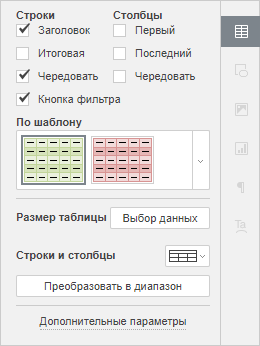 Строки Столбцы
Заголовок Первый
Итоговая Последний
Чередовать Чередовать
Кнопка фильтра
По шаблону
Размер таблицы Выбор данных
Строки и столбцы
Преобразовать в диапазон
Дополнительные параметры
Ta